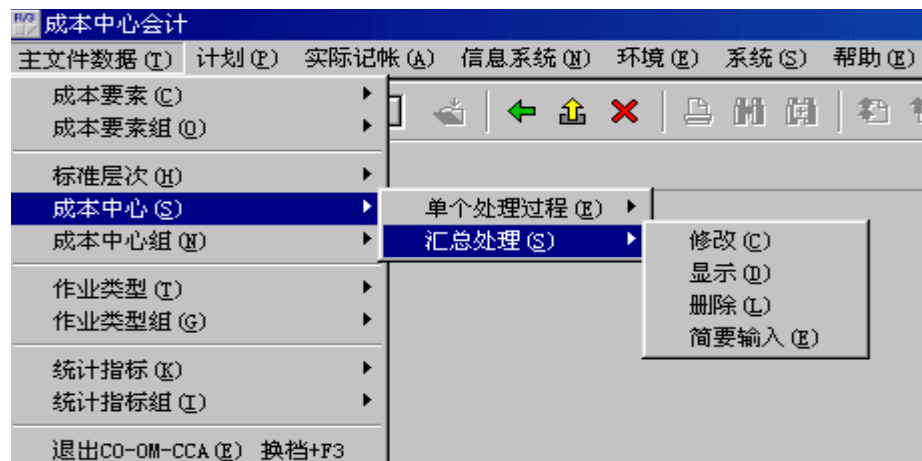 R/3 成本中心会计
主文件数据(T) 计划(P) 实际记帐(A) 信息系统(N) 环境(E) 系统(S) 帮助(E)
成本要素(C)
成本要素组(O)
标准层次(H)
成本中心(S)
单个处理过程(E)
成本中心组(N)
汇总处理(S)
修改(C)
显示(D)
删除(L)
简要输入(E)
作业类型(T)
作业类型组(G)
统计指标(K)
统计指标组(I)
退出CO-OM-CCA(E) 换档+F3